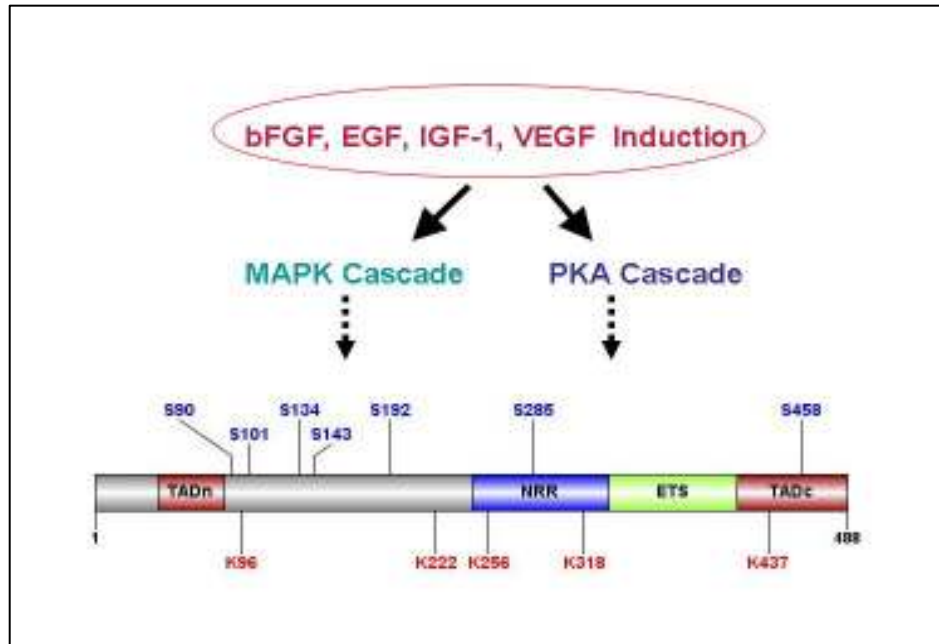 bFGF, EGF, IGF-1, VEGF Induction
MAPK Cascade PKA Cascade
S90 S134 S192 S285 S458
S101 S143
TADn NRR ETS TADc
1 488
K96 K222 K256 K318 K437